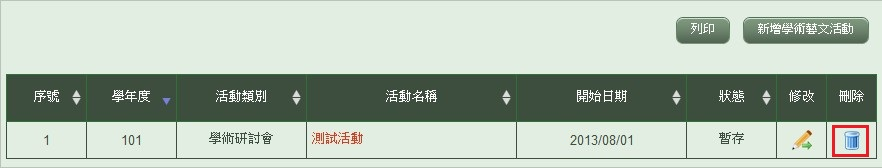 列印 新增學術藝文活動
序號 學年度 活動類別 活動名稱 開始日期 狀態 修改 刪除
1 101 學術研討會 測試活動 2013/08/01 暫存